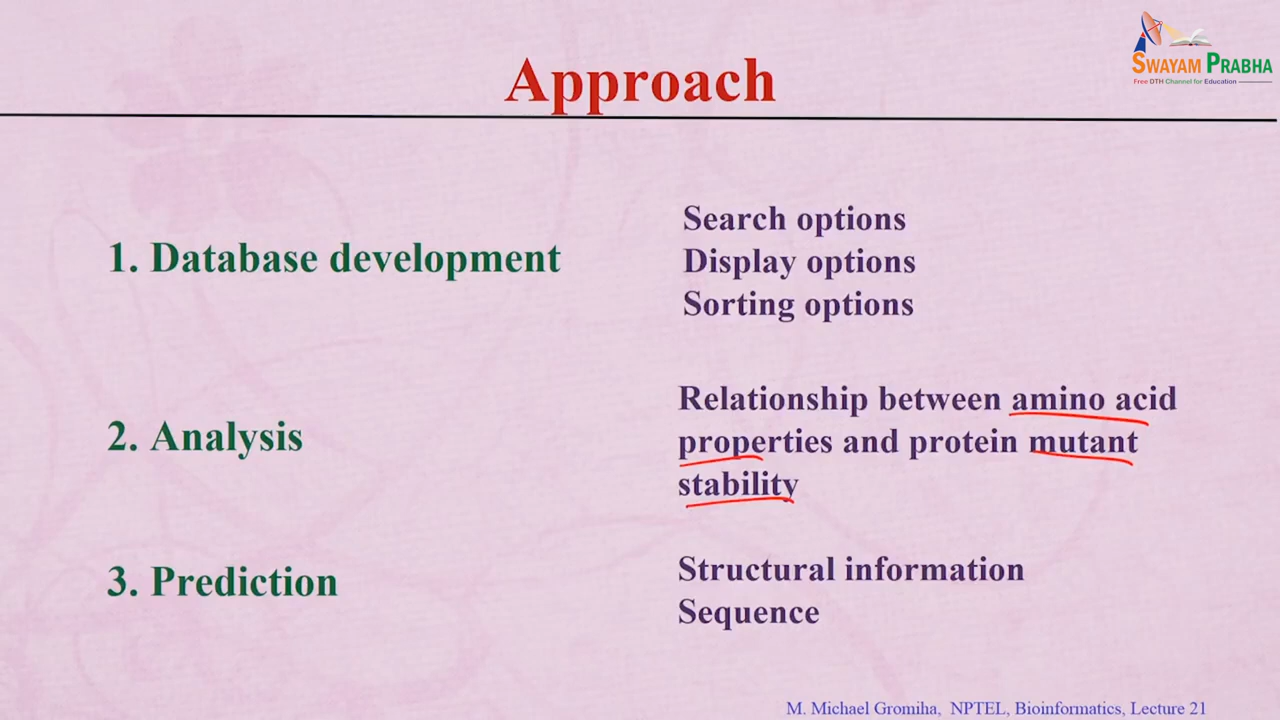 SWAYAM PRABHA
Free DTH Channel for Education
Approach
1. Database development
Search options
Display options
Sorting options
2. Analysis
Relationship between amino acid
properties and protein mutant
stability
3. Prediction
Structural information
Sequence
M. Michael Gromiha, NPTEL, Bioinformatics, Lecture 21